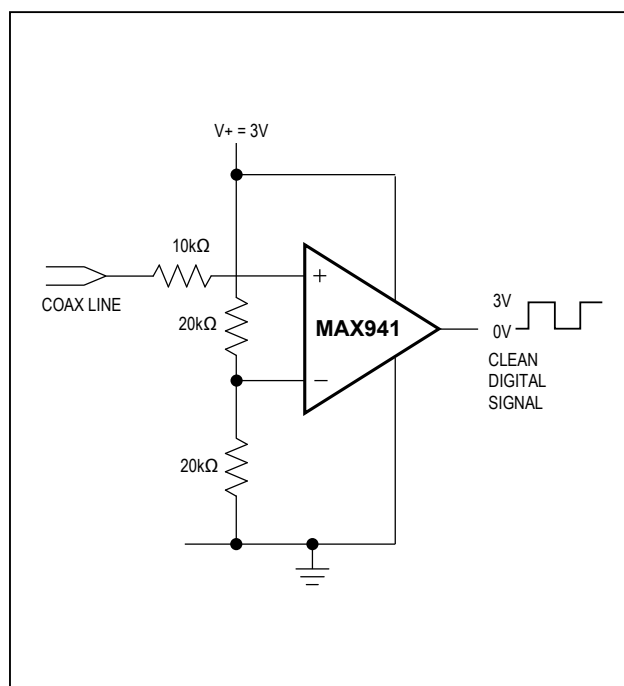 V+ = 3V
10kΩ
COAX LINE
20kΩ
20kΩ
+
−
MAX941
3V
0V
CLEAN
DIGITAL
SIGNAL